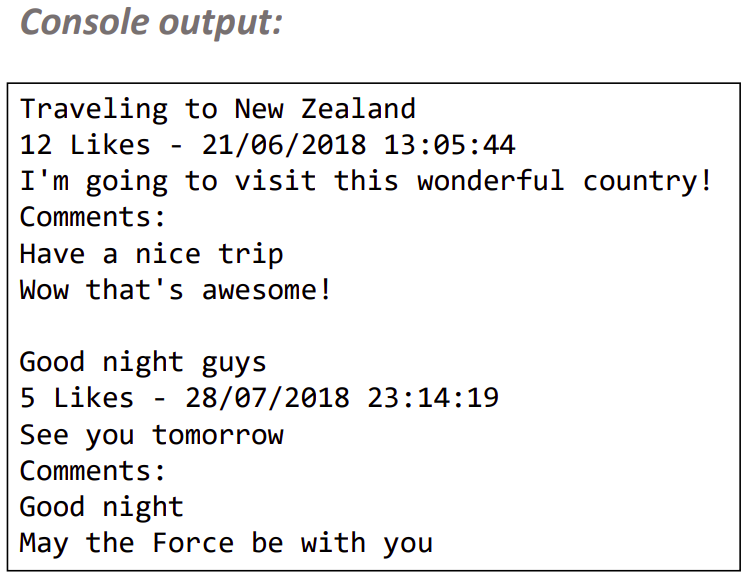 Console output:
Traveling to New Zealand
12 Likes - 21/06/2018 13:05:44
I'm going to visit this wonderful country!
Comments:
Have a nice trip
Wow that's awesome!
Good night guys
5 Likes - 28/07/2018 23:14:19
See you tomorrow
Comments:
Good night
May the Force be with you